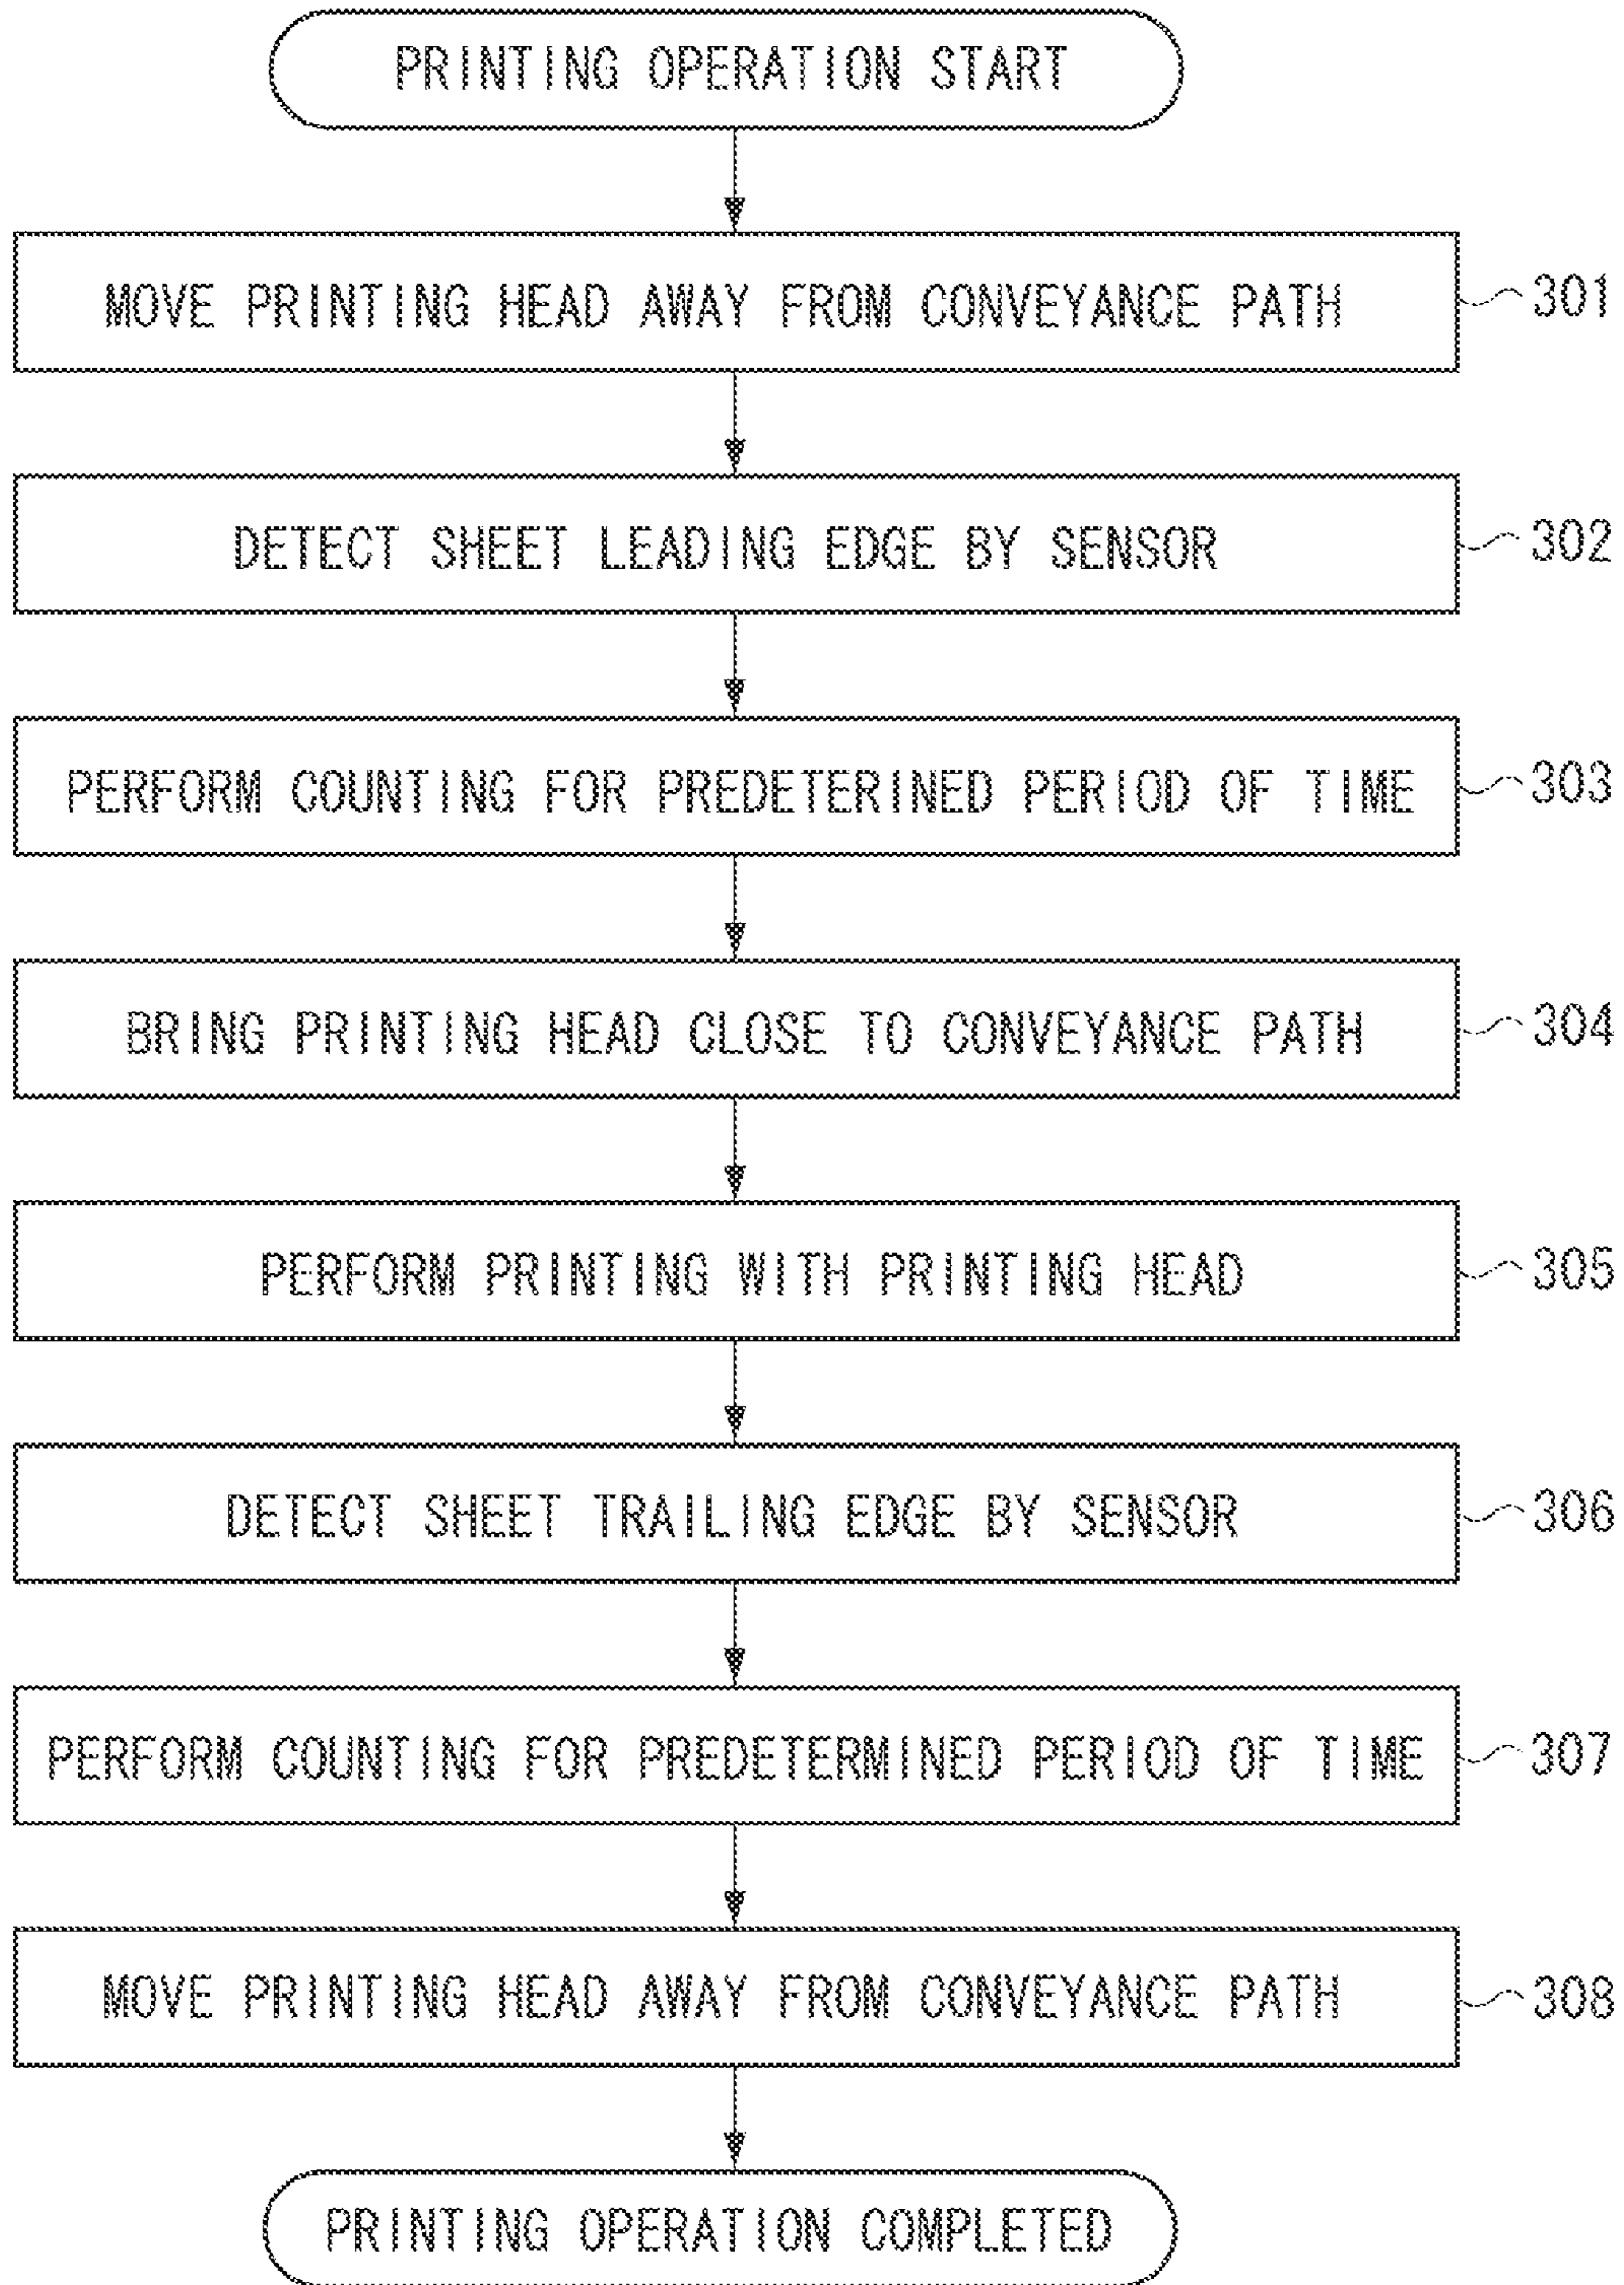 PRINTING OPERATION START
MOVE PRINTING HEAD AWAY FROM CONVEYANCE PATH
301
DETECT SHEET LEADING EDGE BY SENSOR
302
PERFORM COUNTING FOR PREDETERINED PERIOD OF TIME
303
BRING PRINTING HEAD CLOSE TO CONVEYANCE PATH
304
PERFORM PRINTING WITH PRINTING HEAD
305
DETECT SHEET TRAILING EDGE BY SENSOR
306
PERFORM COUNTING FOR PREDETERMINED PERIOD OF TIME
307
MOVE PRINTING HEAD AWAY FROM CONVEYANCE PATH
308
PRINTING OPERATION COMPLETED